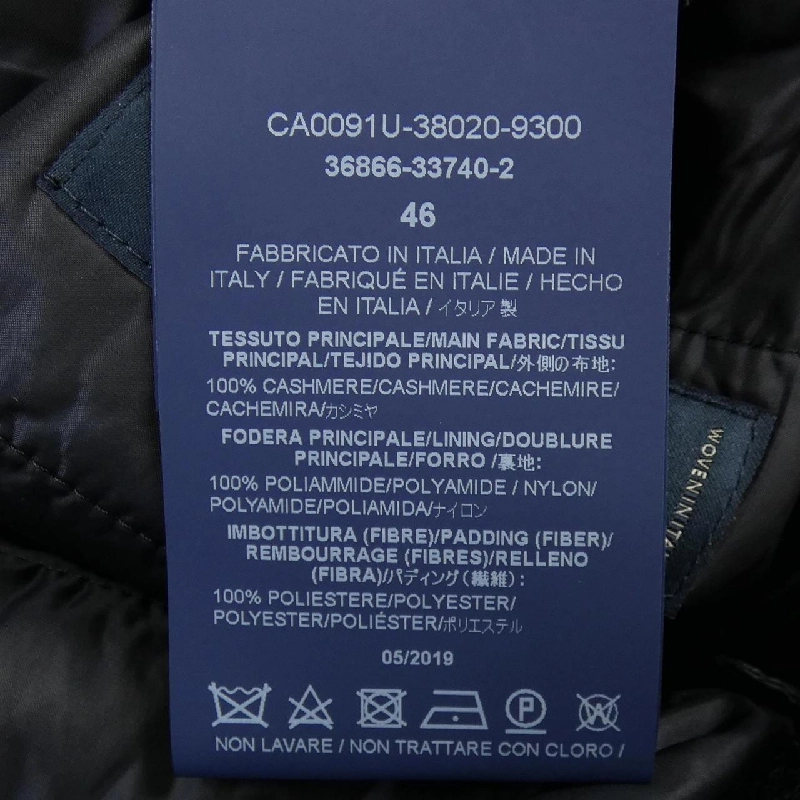 CA0091U-38020-9300
36866-33740-2
46
FABBRICATO IN ITALIA / MADE IN
ITALY / FABRIQUÉ EN ITALIE / HECHO
EN ITALIA / イタリア製
TESSUTO PRINCIPALE/MAIN FABRIC/TISSU
PRINCIPAL/TEJIDO PRINCIPAL/外側の布地:
100% CASHMERE/CASHMERE/CACHEMIRE/
CACHEMIRA/カシミヤ
FODERA PRINCIPALE/LINING/DOUBLURE
PRINCIPALE/FORRO /裏地:
100% POLIAMMIDE/POLYAMIDE / NYLON/
POLYAMIDE/POLIAMIDA/ナイロン
IMBOTTITURA (FIBRE)/PADDING (FIBER)/
REMBOURRAGE (FIBRES)/RELLENO
(FIBRA)/パディング(繊維):
100% POLIESTERE/POLYESTER/
POLYESTER/POLIÉSTER/ポリエステル
05/2019
P
W
NON LAVARE / NON TRATTARE CON CLORO /
WOVEN IN ITA